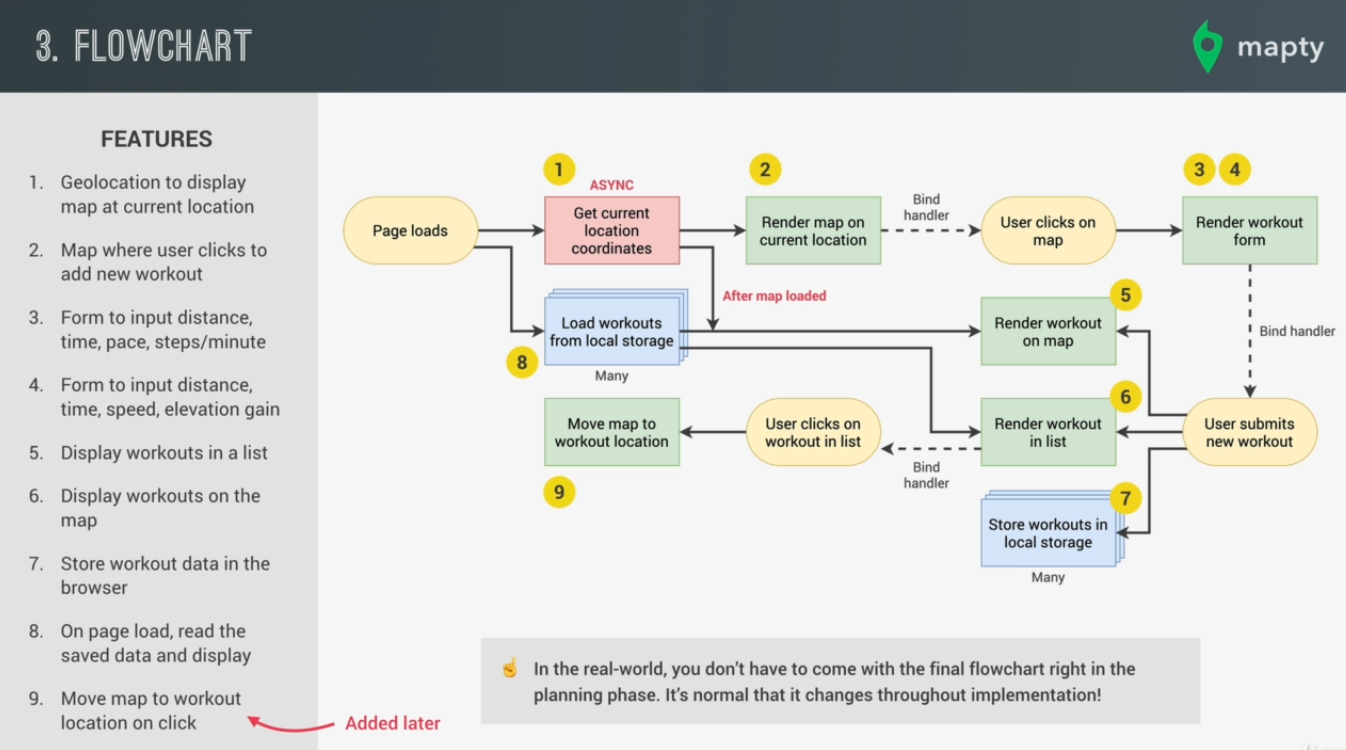 3. FLOWCHART
mapty
FEATURES
1. Geolocation to display
map at current location
2. Map where user clicks to
add new workout
3. Form to input distance,
time, pace, steps/minute
4. Form to input distance,
time, speed, elevation gain
5. Display workouts in a list
6. Display workouts on the
map
7. Store workout data in the
browser
8. On page load, read the
saved data and display
9. Move map to workout
location on click
Added later
Page loads
1
ASYNC
Get current
location
coordinates
2
Render map on
current location
Bind
handler
User clicks on
map
3 4
Render workout
form
After map loaded
Load workouts
from local storage
8
Many
5
Render workout
on map
Bind handler
Move map to
workout location
9
User clicks on
workout in list
Bind
handler
6
Render workout
in list
User submits
new workout
7
Store workouts in
local storage
Many
☝ In the real-world, you don’t have to come with the final flowchart right in the
planning phase. It’s normal that it changes throughout implementation!